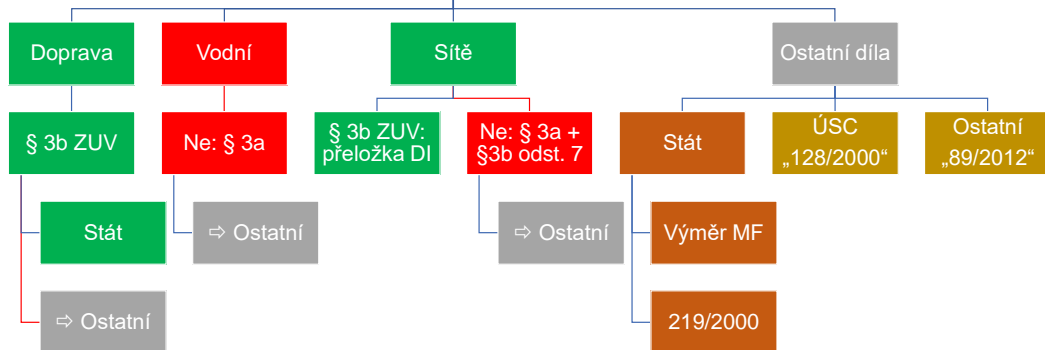 Doprava
Vodní
Sítě
Ostatní díla
§ 3b ZUV
Ne: § 3a
§ 3b ZUV:
přeložka DI
Ne: § 3a +
§3b odst. 7
Stát
ÚSC
„128/2000“
Ostatní
„89/2012“
Stát
⇨ Ostatní
⇨ Ostatní
Výměr MF
⇨ Ostatní
219/2000